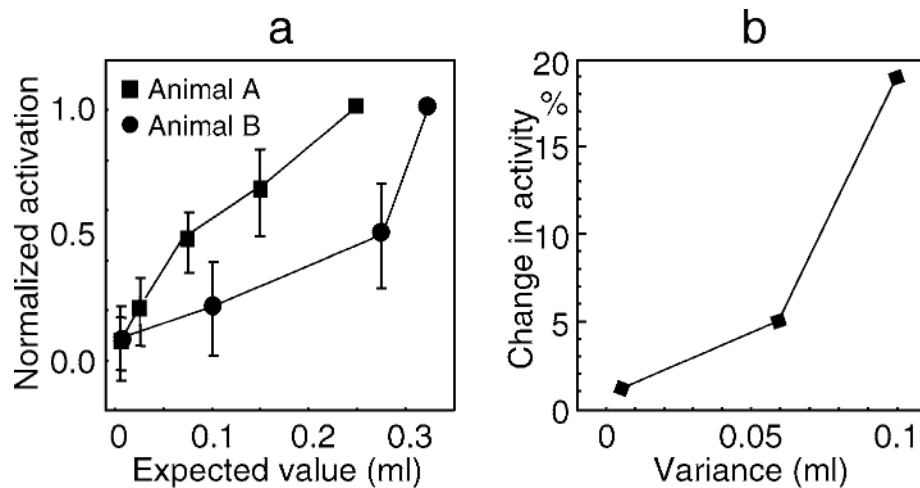 a
Normalized activation
1.0
0.5
0.0
Animal A
Animal B
0
0.1
0.2
0.3
Expected value (ml)
b
Change in activity %
20
15
10
5
0
0
0.05
0.1
Variance (ml)